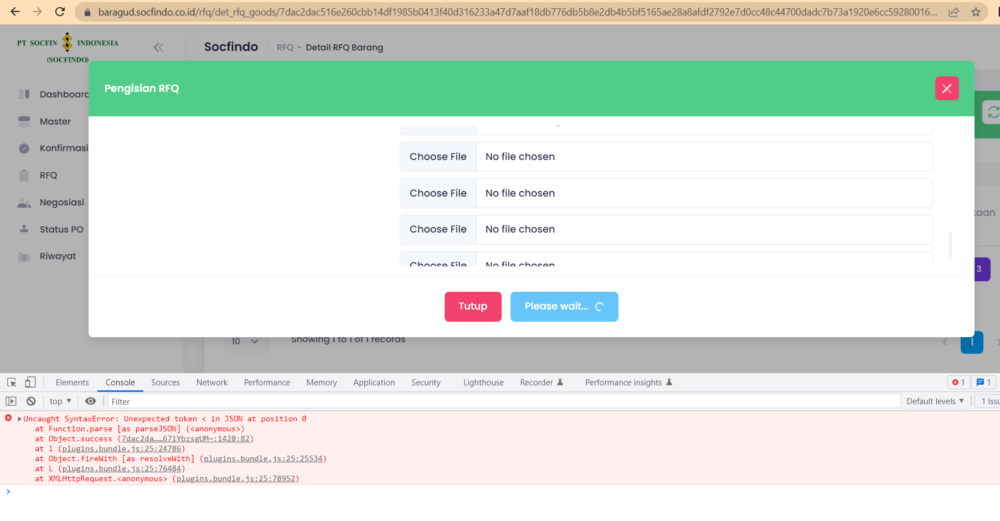 baragud.socfindo.co.id/rfq/det_rfq_goods/7dac2dac516e260cbb14df1985b0413f40d316233a47d7aaf18db776db5b8e2db4b5bf5165ae28a8afdf2792e7d0cc48c44700dadc7b73a1920e6cc59280016...
PT SOCFIN INDONESIA
(SOCFINDO)
Socfindo RFQ - Detail RFQ Barang
Pengisian RFQ
Dashboard
Master
Konfirmasi
RFQ
Negosiasi
Status PO
Riwayat
Choose File No file chosen
Choose File No file chosen
Choose File No file chosen
Choose File No file chosen
taan
3
Tutup Please wait...
10 Showing 1 to 1 of 1 records 1
Elements Console Sources Network Performance Memory Application Security Lighthouse Recorder Performance insights 1 1
top Filter Default levels 1 Issu
Uncaught SyntaxError: Unexpected token < in JSON at position 0
at Function.parse [as parseJSON] (<anonymous>)
at Object.success (7dac2da……67lYbzsgUM~:1428:82)
at l (plugins.bundle.js:25:24786)
at Object.fireWith [as resolveWith] (plugins.bundle.js:25:25534)
at L (plugins.bundle.js:25:76484)
at XMLHttpRequest.<anonymous> (plugins.bundle.js:25:78952)